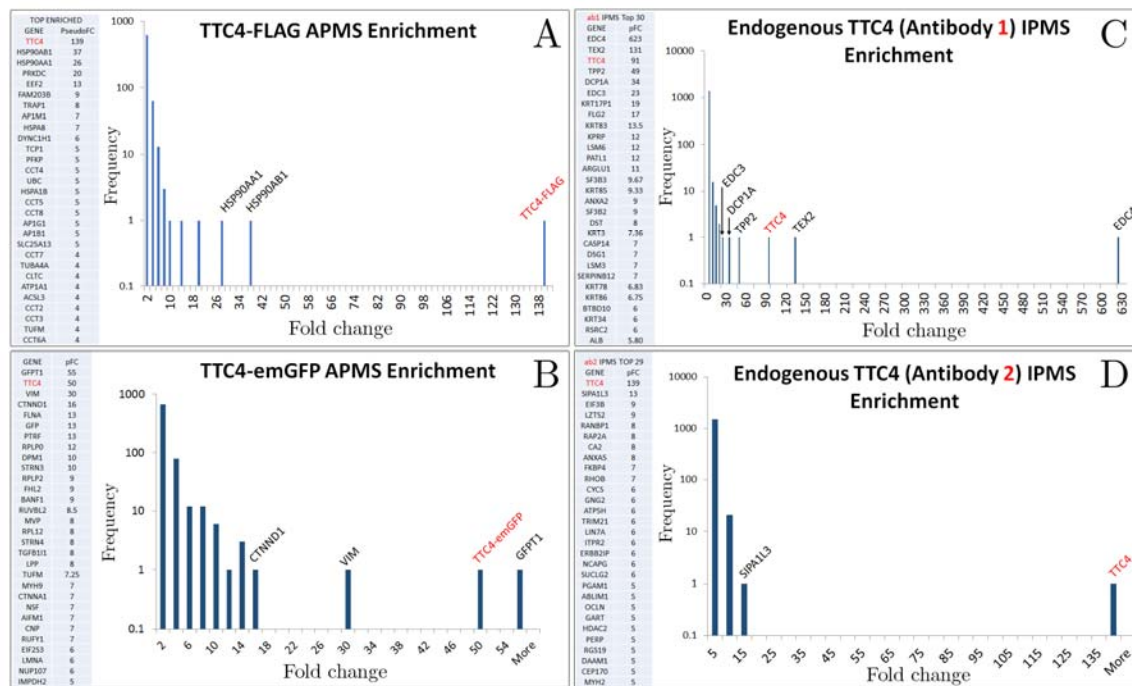 TOP ENRICHED
GENE PseudoFC
TTC4 139
HSP90AB1 37
HSP90AA1 26
PRKDC 20
EEF2 13
FAM203B 9
TRAP1 8
AP1M1 7
HSPA8 7
DYNC1H1 6
TCP1 5
PFKP 5
CCT4 5
UBC 5
HSPA1B 5
CCT5 5
CCT8 5
AP1G1 5
AP1B1 5
SLC25A13 5
CCT7 4
TUBA4A 4
CLTC 4
ATP1A1 4
ACSL3 4
CCT2 4
CCT3 4
TUFM 4
CCT6A 4
TTC4-FLAG APMS Enrichment
A
Frequency
1000
100
10
1
0.1
HSP90AA1
HSP90AB1
TTC4-FLAG
2 10 18 26 34 42 50 58 66 74 82 90 98 106 114 122 130 138
Fold change
ab1 IPMS Top 30
GENE pFC
EDC4 623
TEX2 131
TTC4 91
TPP2 49
DCP1A 34
EDC3 23
KRT17P1 19
FLG2 17
KRT83 13.5
KPRP 12
LSM6 12
PATL1 12
ARGLU1 11
SF3B3 9.67
KRT85 9.33
ANXA2 9
SF3B2 9
DST 8
KRT3 7.36
CASP14 7
DSG1 7
LSM3 7
SERPINB12 7
KRT78 6.83
KRT86 6.75
BTBD10 6
KRT34 6
RSRC2 6
ALB 5.80
Endogenous TTC4 (Antibody 1) IPMS
Enrichment
C
Frequency
10000
1000
100
10
1
0.1
EDC3
DCP1A
TPP2
TTC4
TEX2
EDC4
0 30 60 90 120 150 180 210 240 270 300 330 360 390 420 450 480 510 540 570 600 630
Fold change
GENE pFC
GFPT1 55
TTC4 50
VIM 30
CTNND1 16
FLNA 13
GFP 13
PTRF 13
RPLP0 12
DPM1 10
STRN3 10
RPLP2 9
FHL2 9
BANF1 9
RUVBL2 8.5
MVP 8
RPL12 8
STRN4 8
TGFB1I1 8
LPP 8
TUFM 7.25
MYH9 7
CTNNA1 7
NSF 7
AIFM1 7
CNP 7
RUFY1 7
EIF2S3 6
LMNA 6
NUP107 6
IMPDH2 5
TTC4-emGFP APMS Enrichment
B
Frequency
1000
100
10
1
0.1
CTNND1
VIM
TTC4-emGFP
GFPT1
2 6 10 14 18 22 26 30 34 38 42 46 50 54 More
Fold change
ab2 IPMS TOP 29
GENE pFC
TTC4 139
SIPA1L3 13
EIF3B 9
LZTS2 9
RANBP1 8
RAP2A 8
CA2 8
ANXA5 8
FKBP4 7
RHOB 7
CYCS 6
GNG2 6
ATP5H 6
TRIM21 6
LIN7A 6
ITPR2 6
ERBB2IP 6
NCAPG 6
SUCLG2 6
PGAM1 5
ABLIM1 5
OCLN 5
GART 5
HDAC2 5
PERP 5
RGS19 5
DAAM1 5
CEP170 5
MYH2 5
Endogenous TTC4 (Antibody 2) IPMS
Enrichment
D
Frequency
10000
1000
100
10
1
0.1
SIPA1L3
TTC4
5 15 25 35 45 55 65 75 85 95 105 115 125 135 More
Fold change